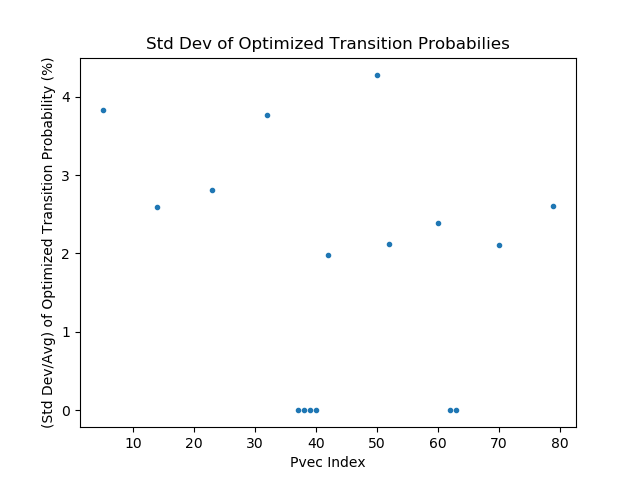 Std Dev of Optimized Transition Probabilies
(Std Dev/Avg) of Optimized Transition Probability (%)
4
3
2
1
0
10 20 30 40 50 60 70 80
Pvec Index